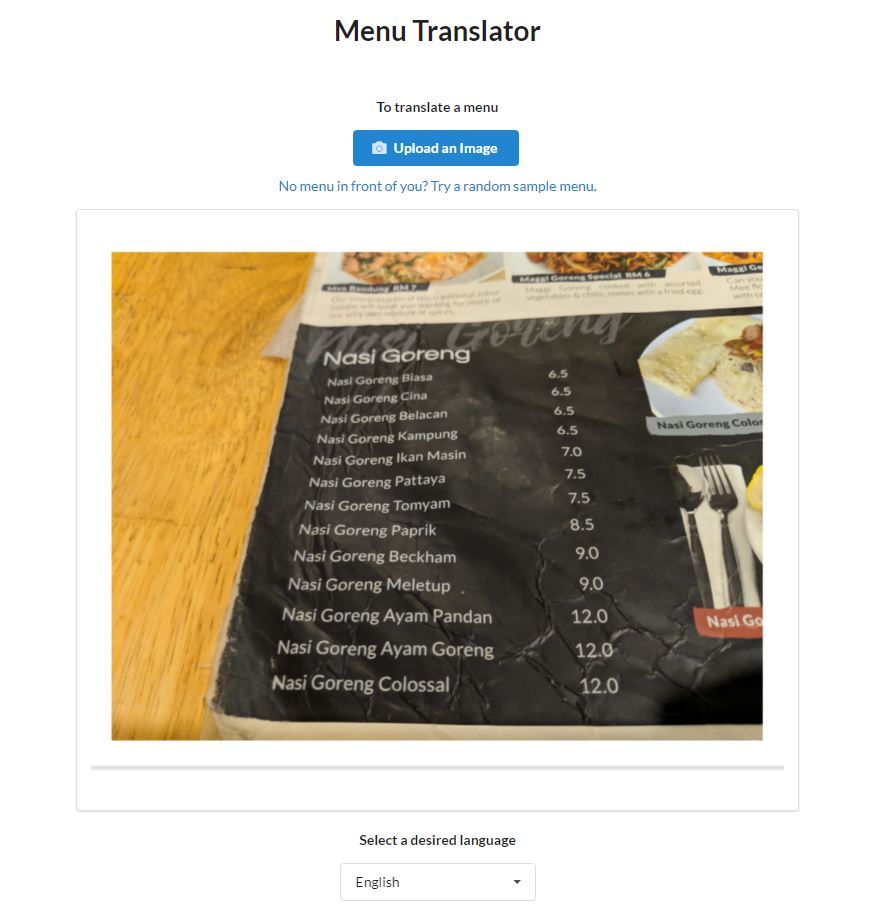 Menu Translator
To translate a menu
Upload an Image
No menu in front of you? Try a random sample menu.
Mee Bandung RM 7
Maggi Goreng Special RM 6
Maggi Go
Our interpretation of this traditional Johor
cuisine will leave you wanting for more of
our very own mixture of spices.
Maggi Goreng cooked with assorted
vegetables & chilis, comes with a fried egg.
Can you
Mee
with
Nasi Goreng
Nasi Goreng
Nasi Goreng Biasa 6.5
Nasi Goreng Cina 6.5
Nasi Goreng Belacan 6.5
Nasi Goreng Kampung 6.5
Nasi Goreng Ikan Masin 7.0
Nasi Goreng Pattaya 7.5
Nasi Goreng Tomyam 7.5
Nasi Goreng Paprik 8.5
Nasi Goreng Beckham 9.0
Nasi Goreng Meletup 9.0
Nasi Goreng Ayam Pandan 12.0
Nasi Goreng Ayam Goreng 12.0
Nasi Goreng Colossal 12.0
Nasi Goreng Colos
Nasi Go
Select a desired language
English